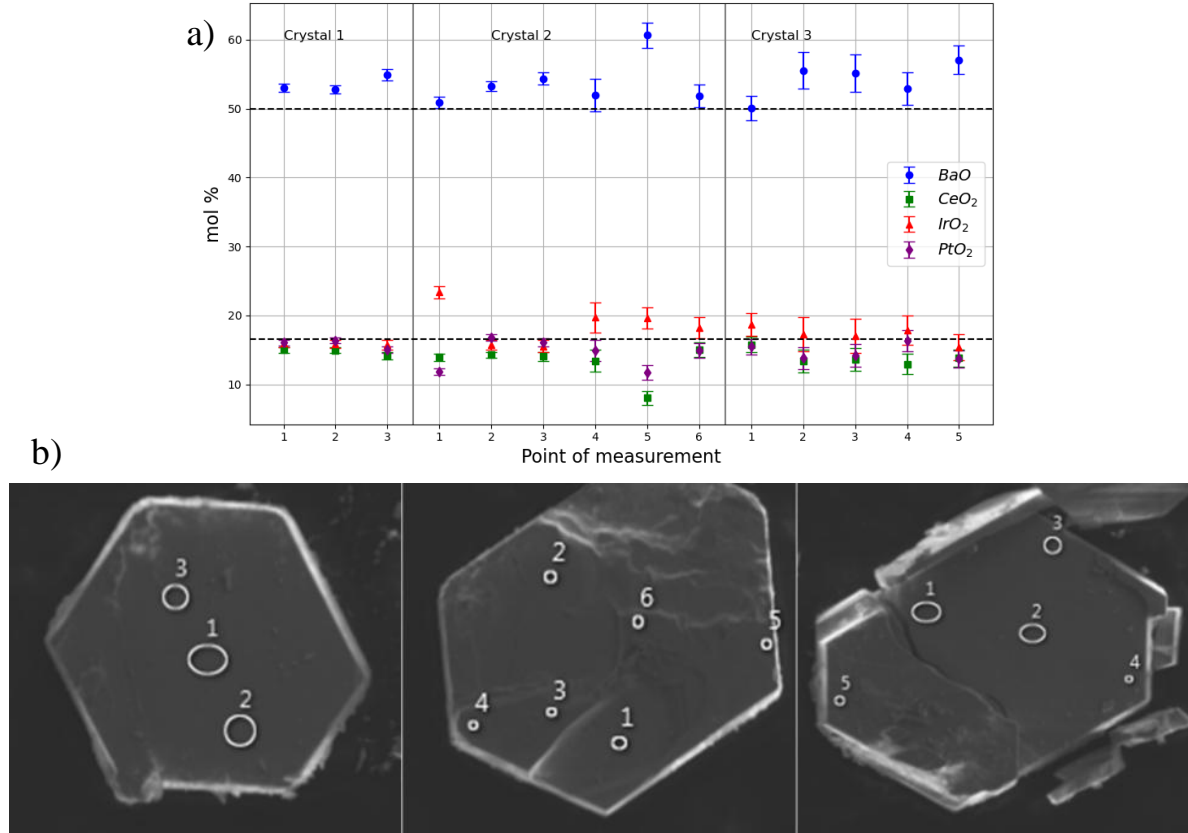 a)
Crystal 1 Crystal 2 Crystal 3
60
50
40
30
20
10
mol %
BaO
CeO₂
IrO₂
PtO₂
1 2 3 1 2 3 4 5 6 1 2 3 4 5
Point of measurement
b)
3
1
2
2
6
5
4
3
1
3
1
2
4
5